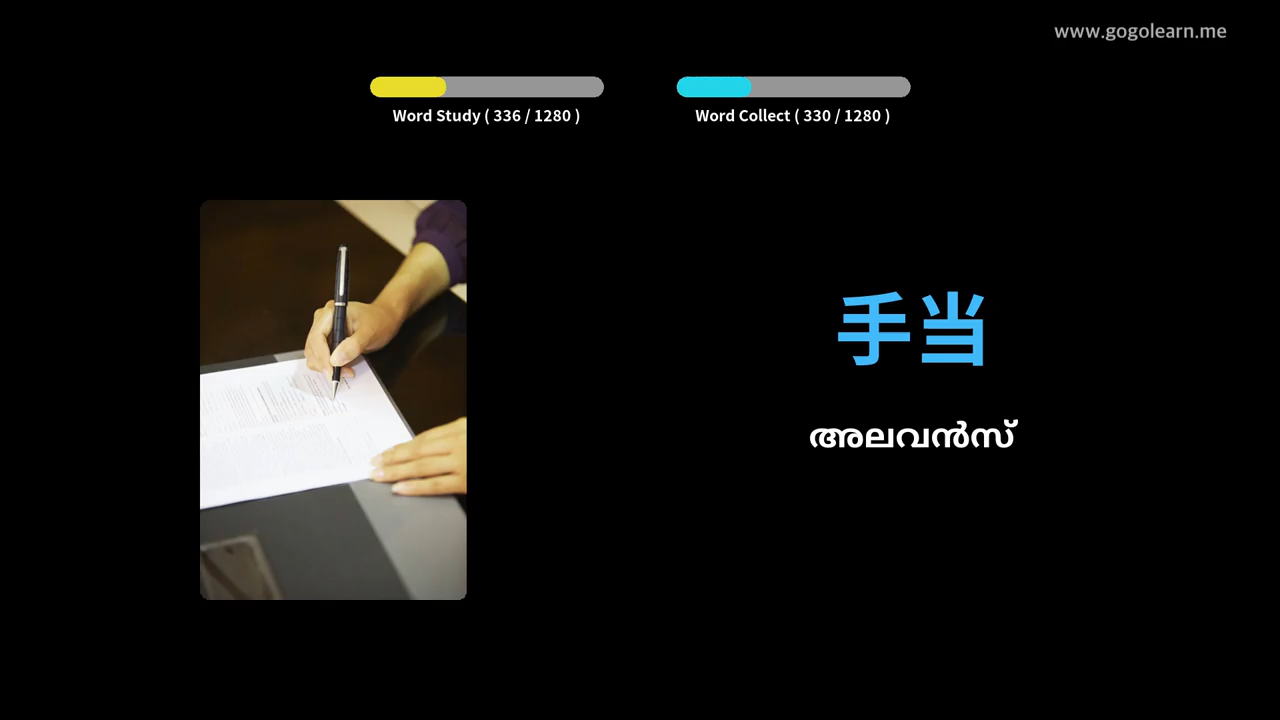 www.gogolearn.me
Word Study ( 336 / 1280 )
Word Collect ( 330 / 1280 )
手当
അലവൻസ്